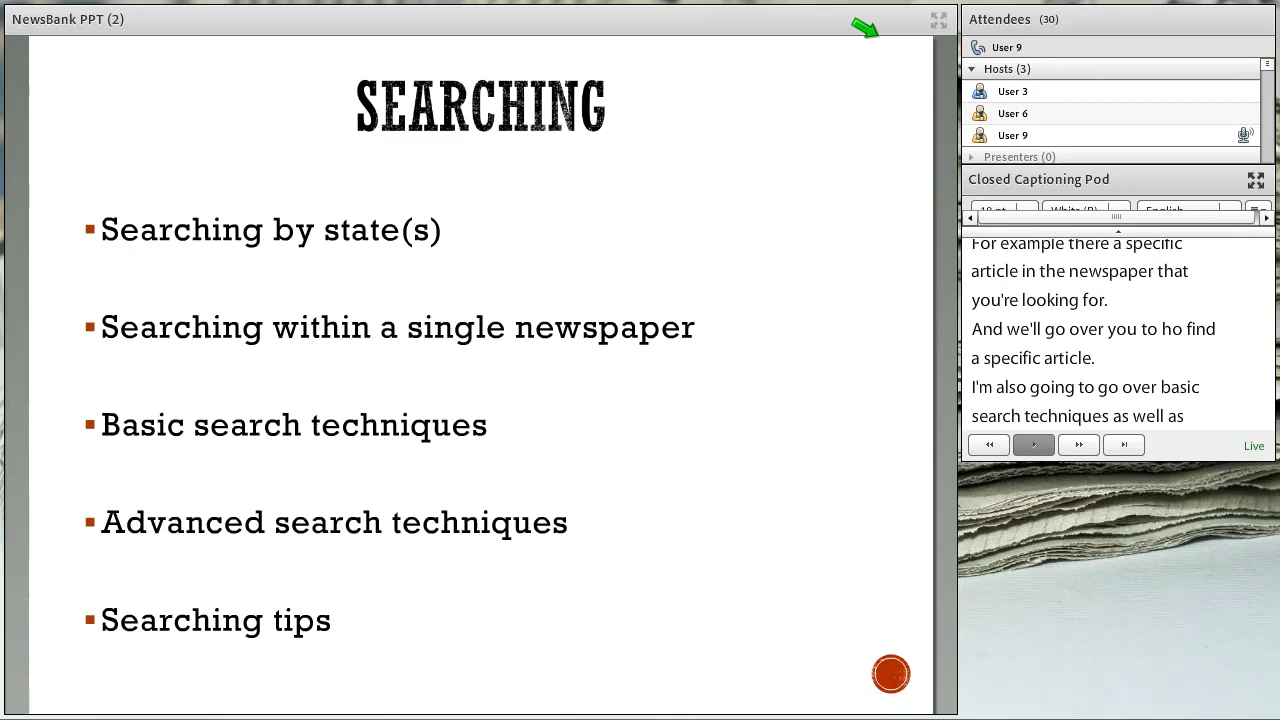 NewsBank PPT (2)
SEARCHING
Searching by state(s)
Searching within a single newspaper
Basic search techniques
Advanced search techniques
Searching tips
Attendees (30)
User 9
Hosts (3)
User 3
User 6
User 9
Presenters (0)
Closed Captioning Pod
For example there a specific
article in the newspaper that
you're looking for.
And we'll go over you to ho find
a specific article.
I'm also going to go over basic
search techniques as well as
Live